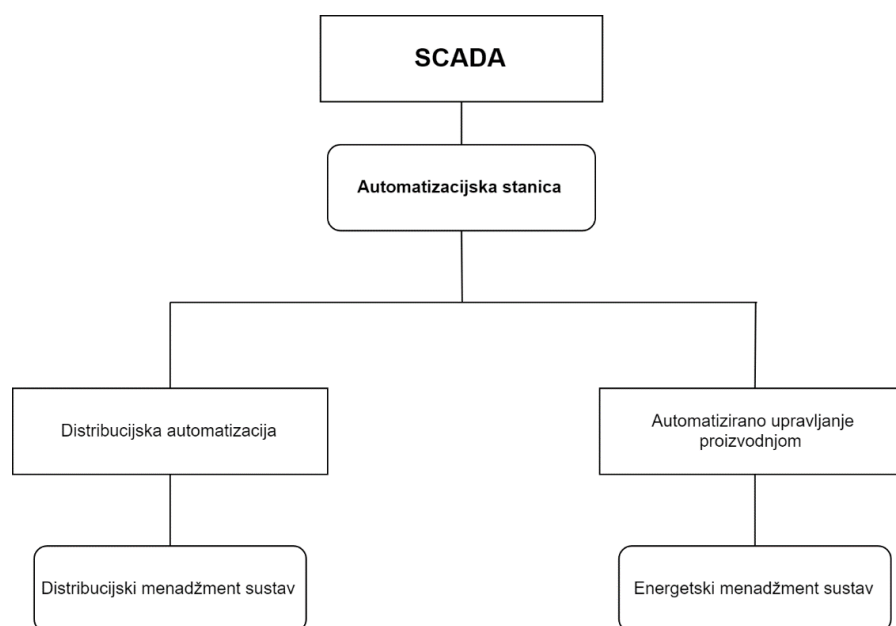 SCADA
Automatizacijska stanica
Distribucijska automatizacija
Automatizirano upravljanje
proizvodnjom
Distribucijski menadžment sustav
Energetski menadžment sustav